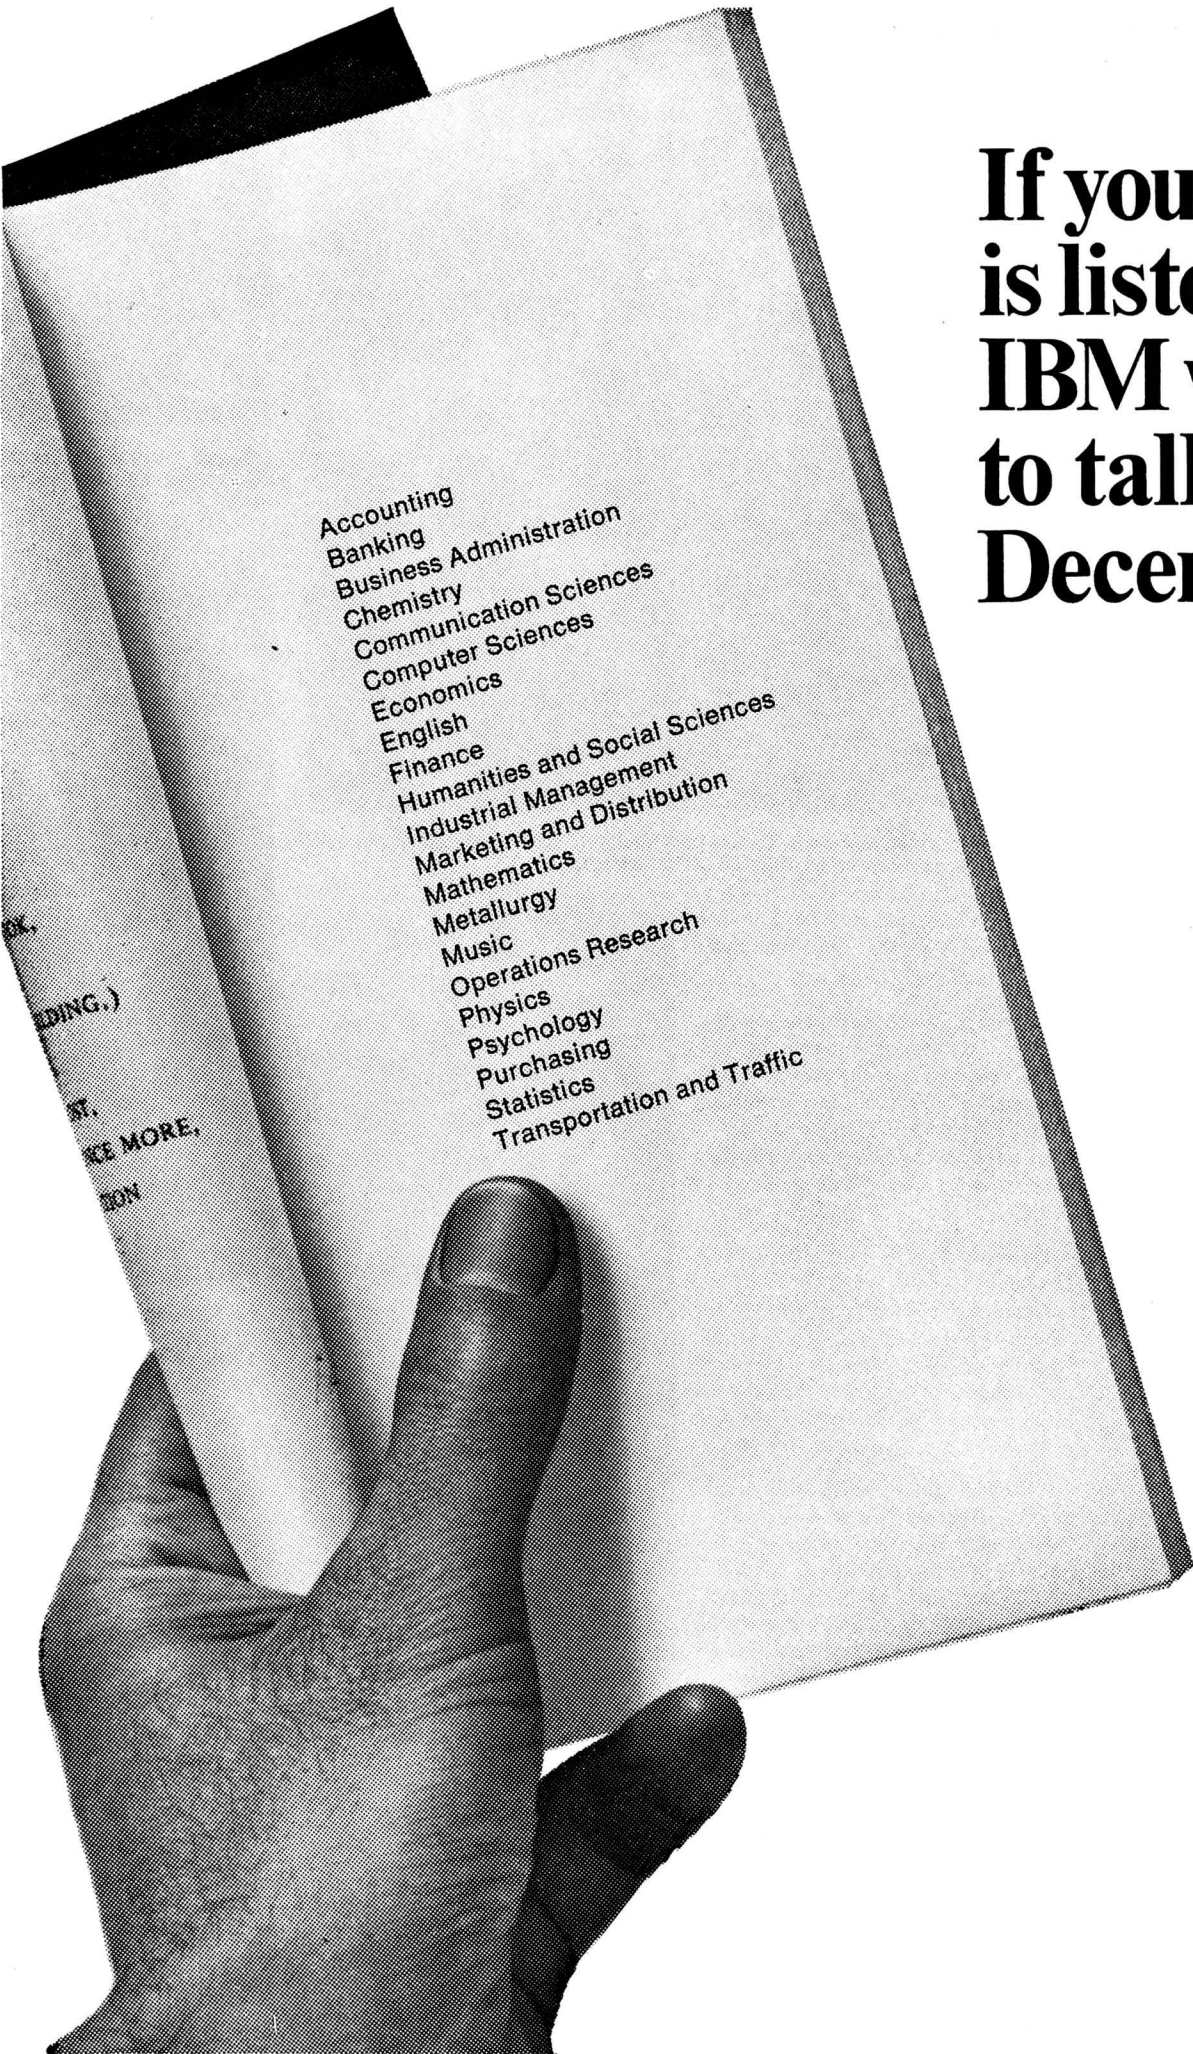 If you
is liste
IBM
to tall
Decem
Accounting
Banking
Business Administration
Chemistry
Communication Sciences
Computer Sciences
Economics
English
Finance
Humanities and Social Sciences
Industrial Management
Marketing and Distribution
Mathematics
Metallurgy
Music
Operations Research
Physics
Psychology
Purchasing
Statistics
Transportation and Traffic
MORE,